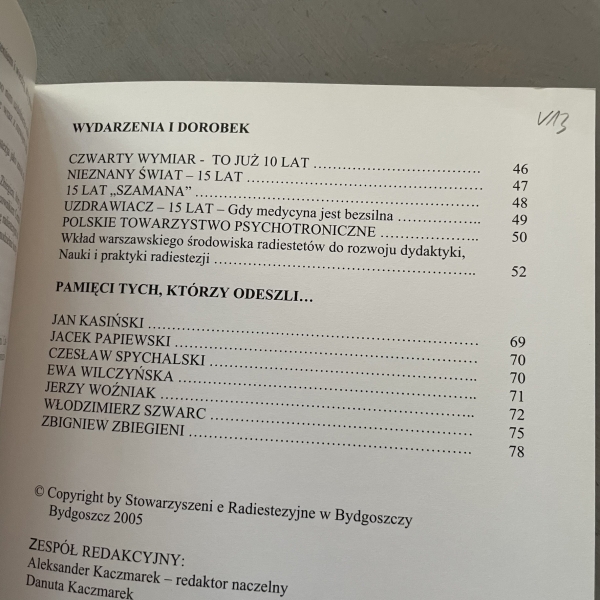 V13
WYDARZENIA I DOROBEK
CZWARTY WYMIAR - TO JUŻ 10 LAT ........................................ 46
NIEZNANY ŚWIAT – 15 LAT ........................................ 47
15 LAT „SZAMANA” ........................................ 48
UZDRAWIACZ – 15 LAT – Gdy medycyna jest bezsilna .................... 49
POLSKIE TOWARZYSTWO PSYCHOTRONICZNE .................... 50
Wkład warszawskiego środowiska radiestetów do rozwoju dydaktyki,
Nauki i praktyki radiestezji ........................................ 52
PAMIĘCI TYCH, KTÓRZY ODESZLI…
JAN KASIŃSKI ........................................ 69
JACEK PAPIEWSKI ........................................ 70
CZESŁAW SPYCHALSKI ........................................ 70
EWA WILCZYŃSKA ........................................ 71
JERZY WOŹNIAK ........................................ 72
WŁODZIMIERZ SZWARC ........................................ 75
ZBIGNIEW ZBIEGIENI ........................................ 78
© Copyright by Stowarzyszeni e Radiestezyjne w Bydgoszczy
Bydgoszcz 2005
ZESPÓŁ REDAKCYJNY:
Aleksander Kaczmarek – redaktor naczelny
Danuta Kaczmarek